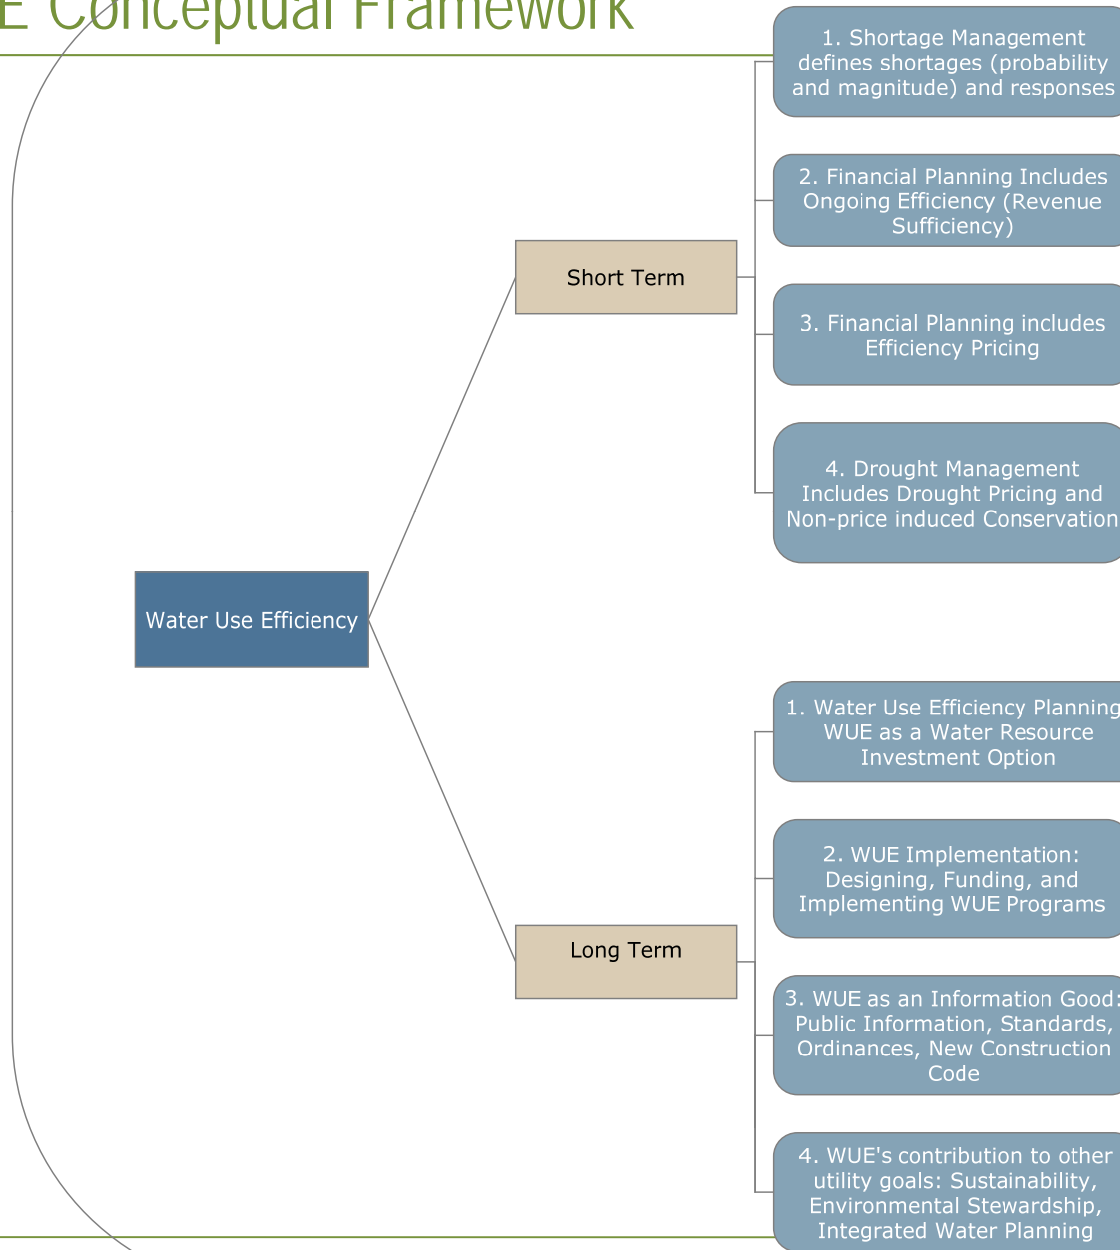 E Conceptual Framework
1. Shortage Management
defines shortages (probability
and magnitude) and responses
2. Financial Planning Includes
Ongoing Efficiency (Revenue
Sufficiency)
Short Term
3. Financial Planning includes
Efficiency Pricing
4. Drought Management
Includes Drought Pricing and
Non-price induced Conservation
Water Use Efficiency
1. Water Use Efficiency Planning
WUE as a Water Resource
Investment Option
2. WUE Implementation:
Designing, Funding, and
Implementing WUE Programs
Long Term
3. WUE as an Information Good:
Public Information, Standards,
Ordinances, New Construction
Code
4. WUE's contribution to other
utility goals: Sustainability,
Environmental Stewardship,
Integrated Water Planning